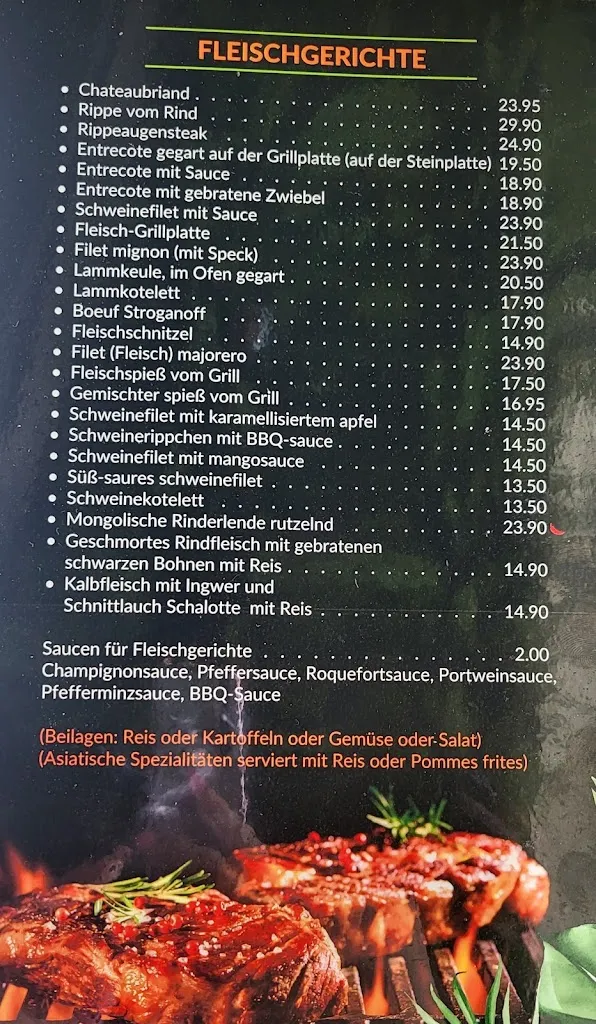 FLEISCHGERICHTE
• Chateaubriand . . . . . . . . . . . . . . . . . . . . 23.95
• Rippe vom Rind . . . . . . . . . . . . . . . . . . . . 29.90
• Rippeaugensteak . . . . . . . . . . . . . . . . . . . . 24.90
• Entrecote gegart auf der Grillplatte (auf der Steinplatte) 19.50
• Entrecote mit Sauce . . . . . . . . . . . . . . . . . . 18.90
• Entrecote mit gebratene Zwiebel . . . . . . . . . . . . 18.90
• Schweinefilet mit Sauce . . . . . . . . . . . . . . . . 23.90
• Fleisch-Grillplatte . . . . . . . . . . . . . . . . . . 21.50
• Filet mignon (mit Speck) . . . . . . . . . . . . . . . . 23.90
• Lammkeule, im Ofen gegart . . . . . . . . . . . . . . . 20.50
• Lammkotelett . . . . . . . . . . . . . . . . . . . . 17.90
• Boeuf Stroganoff . . . . . . . . . . . . . . . . . . . 17.90
• Fleischschnitzel . . . . . . . . . . . . . . . . . . . 14.90
• Filet (Fleisch) majorero . . . . . . . . . . . . . . . . 23.90
• Fleischspieß vom Grill . . . . . . . . . . . . . . . . 17.50
• Gemischter spieß vom Grill . . . . . . . . . . . . . . 16.95
• Schweinefilet mit karamellisiertem apfel . . . . . . . . 14.50
• Schweinerippchen mit BBQ-sauce . . . . . . . . . . . . 14.50
• Schweinefilet mit mangosauce . . . . . . . . . . . . . 14.50
• Süß-saures schweinefilet . . . . . . . . . . . . . . . 13.50
• Schweinekotelett . . . . . . . . . . . . . . . . . . . 13.50
• Mongolische Rinderlende rutzelnd . . . . . . . . . . . 23.90
• Geschmortes Rindfleisch mit gebratenen
schwarzen Bohnen mit Reis . . . . . . . . . . . . . . 14.90
• Kalbfleisch mit Ingwer und
Schnittlauch Schalotte mit Reis . . . . . . . . . . . . 14.90
Saucen für Fleischgerichte . . . . . . . . . . . . . . . . 2.00
Champignonsauce, Pfeffersauce, Roquefortsauce, Portweinsauce,
Pfefferminzsauce, BBQ-Sauce
(Beilagen: Reis oder Kartoffeln oder Gemüse oder Salat)
(Asiatische Spezialitäten serviert mit Reis oder Pommes frites)